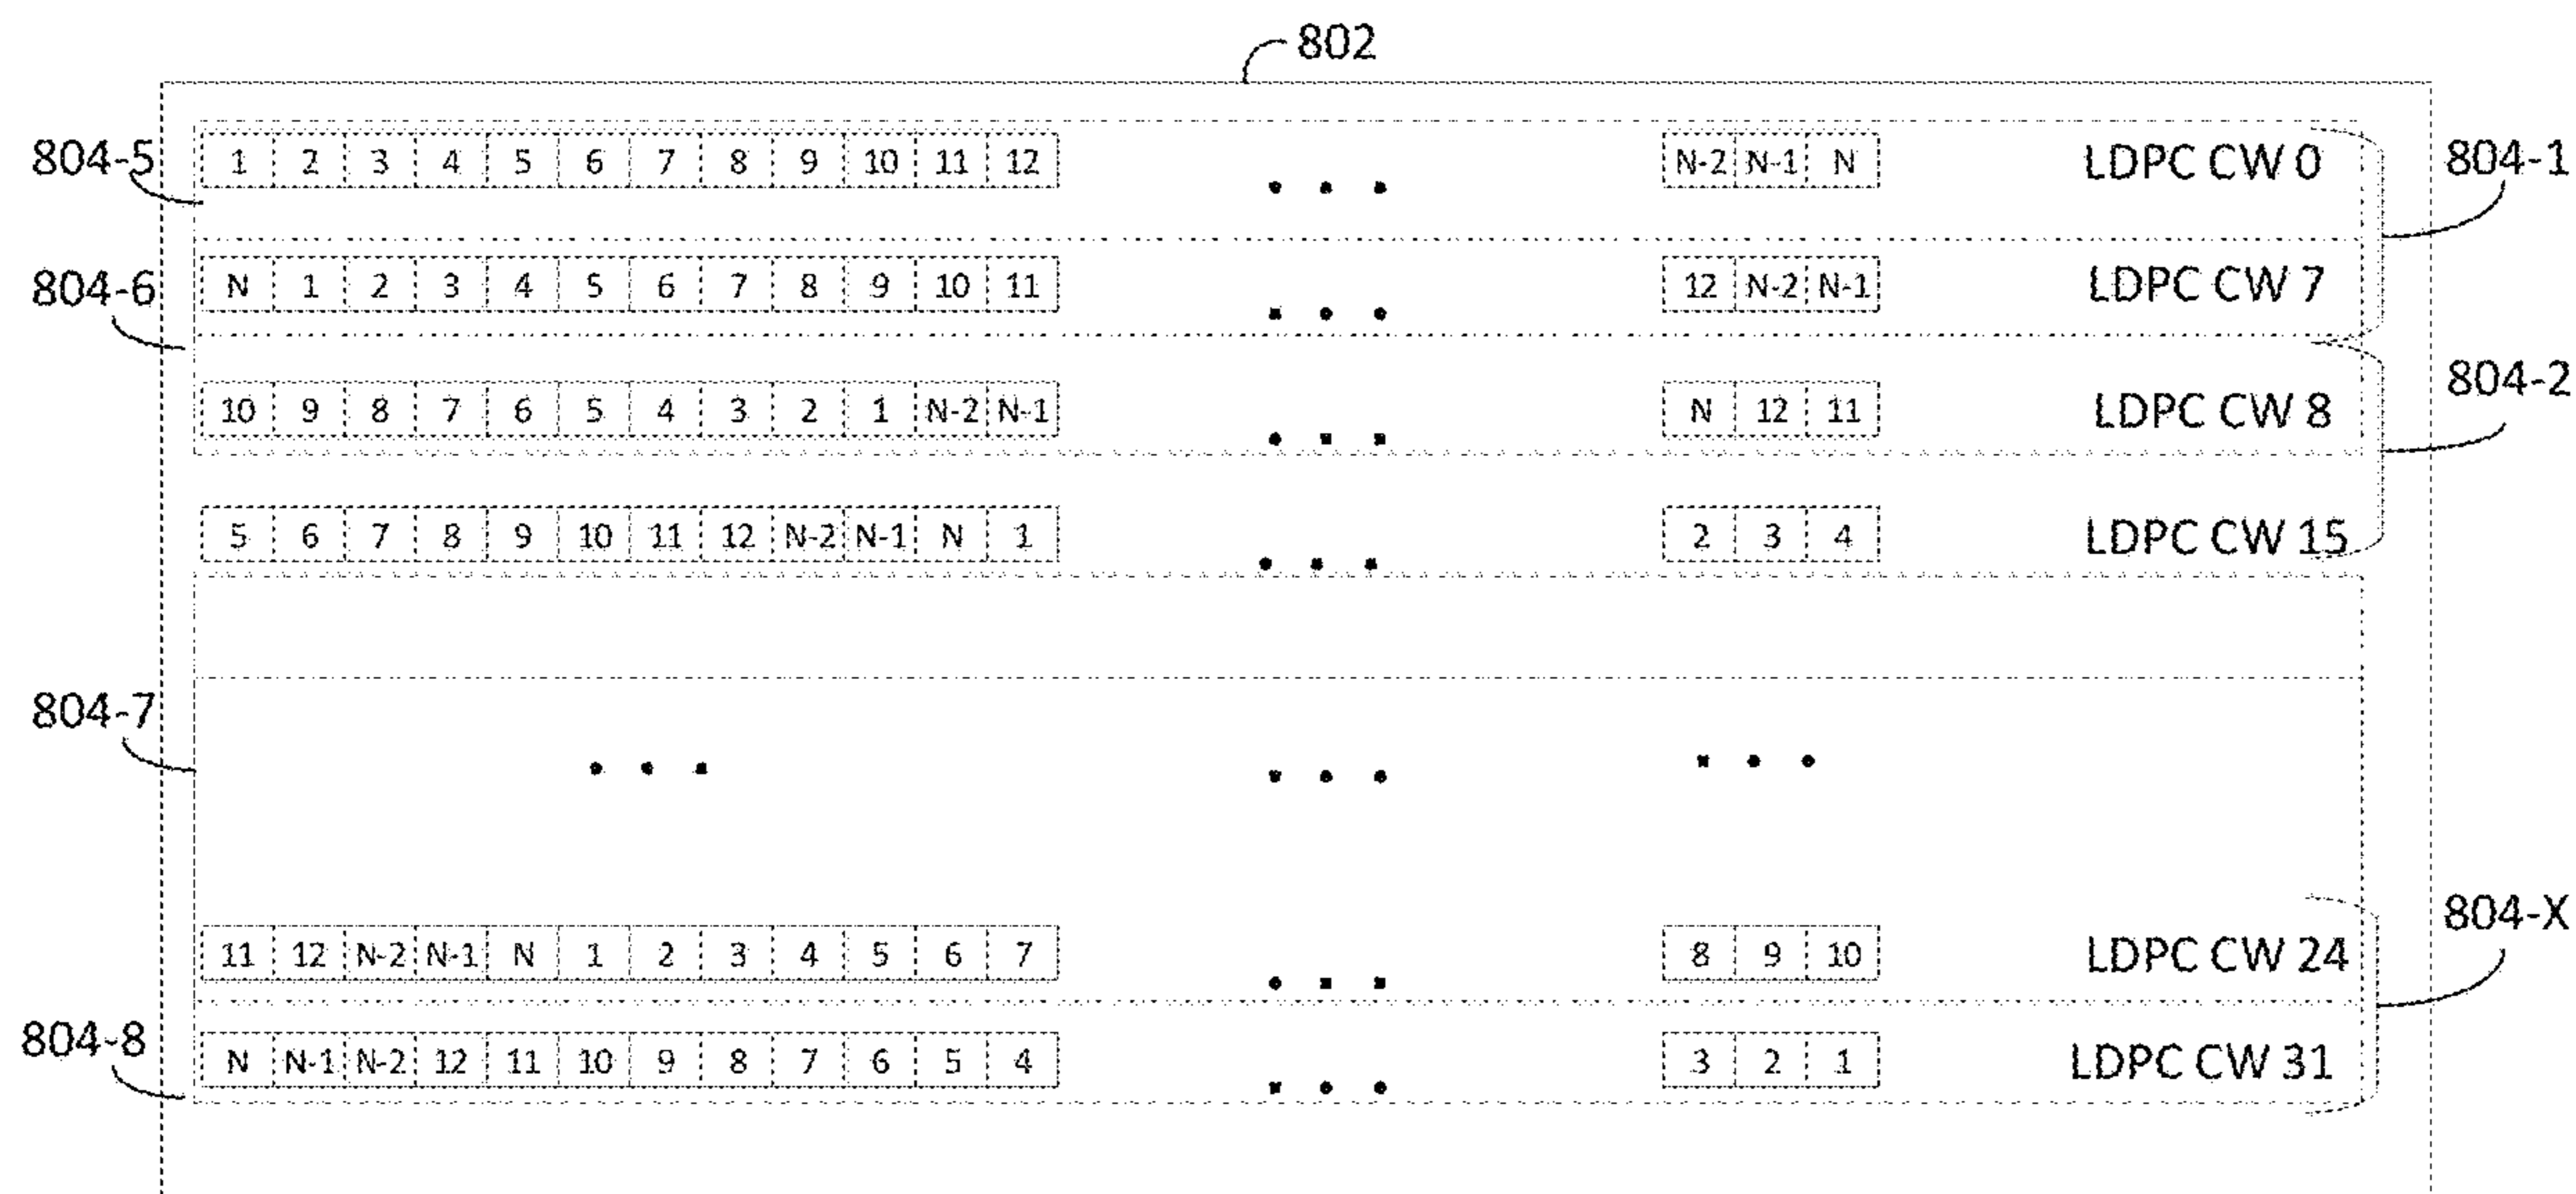 802
804-5 1 2 3 4 5 6 7 8 9 10 11 12 ... N-2 N-1 N LDPC CW 0 804-1
804-6 N 1 2 3 4 5 6 7 8 9 10 11 ... 12 N-2 N-1 LDPC CW 7
10 9 8 7 6 5 4 3 2 1 N-2 N-1 ... N 12 11 LDPC CW 8 804-2
5 6 7 8 9 10 11 12 N-2 N-1 N 1 ... 2 3 4 LDPC CW 15
804-7 ... ... ...
11 12 N-2 N-1 N 1 2 3 4 5 6 7 ... 8 9 10 LDPC CW 24 804-X
804-8 N N-1 N-2 12 11 10 9 8 7 6 5 4 ... 3 2 1 LDPC CW 31